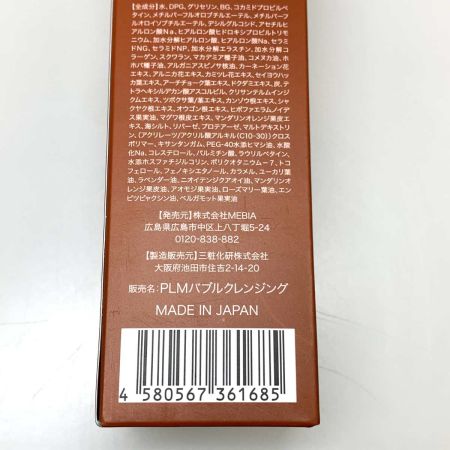 【全成分】水、DPG、グリセリン、BG、コカミドプロピルベ
タイン、メチルパーフルオロブチルエーテル、メチルパーフ
ルオロイソブチルエーテル、デシルグルコシド、アセチルヒ
アルロン酸Na、ヒアルロン酸ヒドロキシプロピルトリモ
ニウム、加水分解ヒアルロン酸、ヒアルロン酸Na、セラミ
ドNG、セラミドNP、加水分解エラスチン、加水分解コ
ラーゲン、スクワラン、マカデミア種子油、コメヌカ油、ホ
ホバ種子油、アルガニアスピノサ核油、カーネーション花
エキス、アルニカ花エキス、カミツレ花エキス、セイヨウハッ
カ葉エキス、アーチチョーク葉エキス、ドクダミエキス、炭、テ
トラヘキシルデカン酸アスコルビル、クリサンテルムインジ
クムエキス、ツボクサ葉/茎エキス、カンゾウ根エキス、シャ
クヤク根エキス、オウゴン根エキス、ヒポファエラムノイデ
ス果実油、マグワ根皮エキス、マンダリンオレンジ果皮エキ
ス、海シルト、リパーゼ、プロテアーゼ、マルトデキストリ
ン、(アクリレーツ/アクリル酸アルキル(C10-30))クロス
ポリマー、キサンタンガム、PEG-40水添ヒマシ油、水酸
化Na、コレステロール、パルミチン酸、ラウリルベタイン、
水添ホスファチジルコリン、ポリクオタニウム-7、トコ
フェロール、フェノキシエタノール、カラメル、ユーカリ葉
油、ラベンダー油、ニオイテンジクアオイ油、マンダリンオ
レンジ果皮油、アオモジ果実油、ローズマリー葉油、エン
ピツビャクシン油、ベルガモット果実油
【発売元】株式会社MEBIA
広島県広島市中区上八丁堀5-24
0120-838-882
【製造販売元】三粧化研株式会社
大阪府池田市住吉2-14-20
販売名:PLMバブルクレンジング
MADE IN JAPAN
4 580567 361685